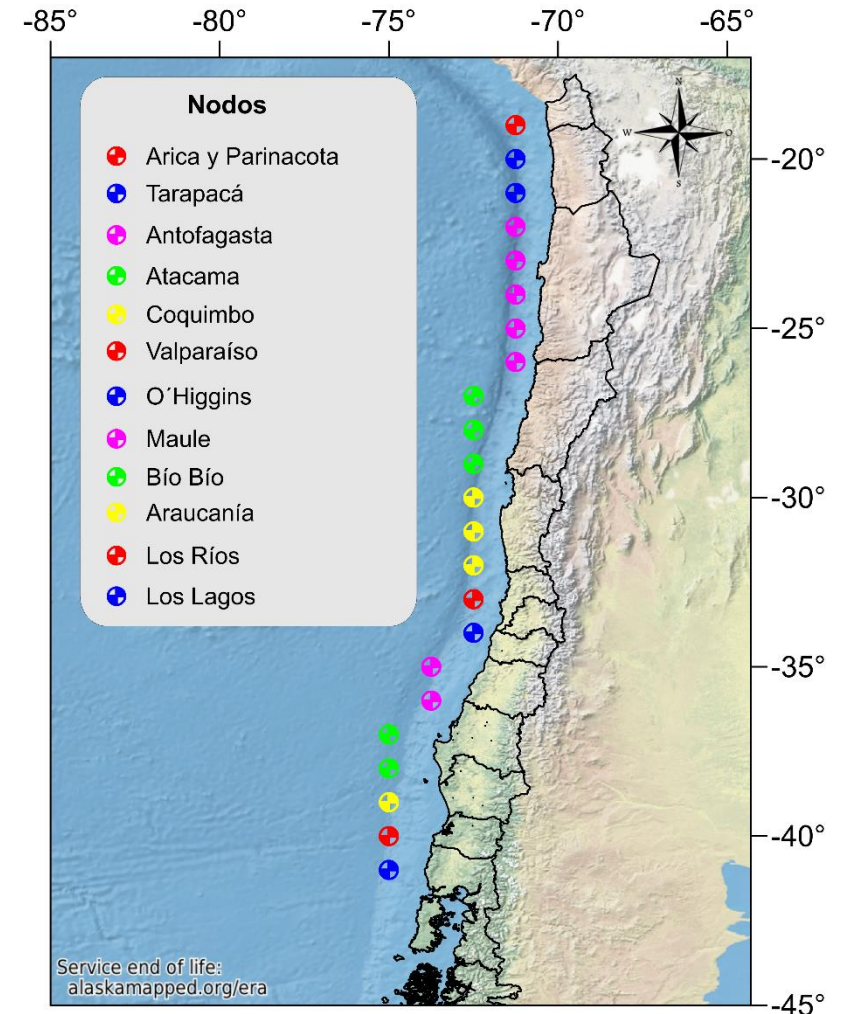 -85° -80° -75° -70° -65°
Nodos
Arica y Parinacota
Tarapacá
Antofagasta
Atacama
Coquimbo
Valparaíso
O´Higgins
Maule
Bío Bío
Araucanía
Los Ríos
Los Lagos
N
W O
S
-20°
-25°
-30°
-35°
-40°
-45°
Service end of life:
alaskamapped.org/era